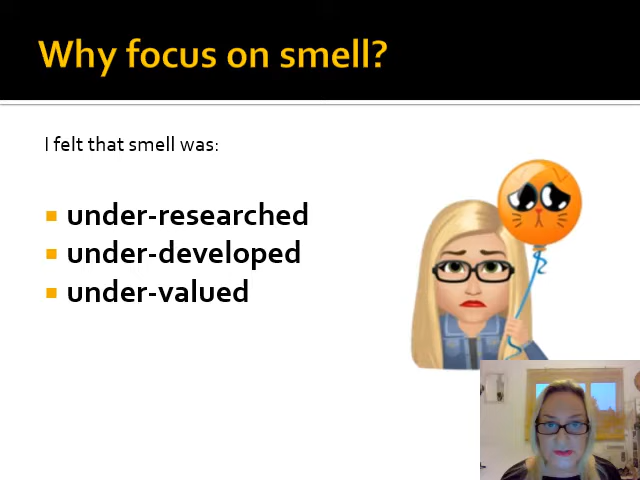 Why focus on smell?
I felt that smell was:
under-researched
under-developed
under-valued